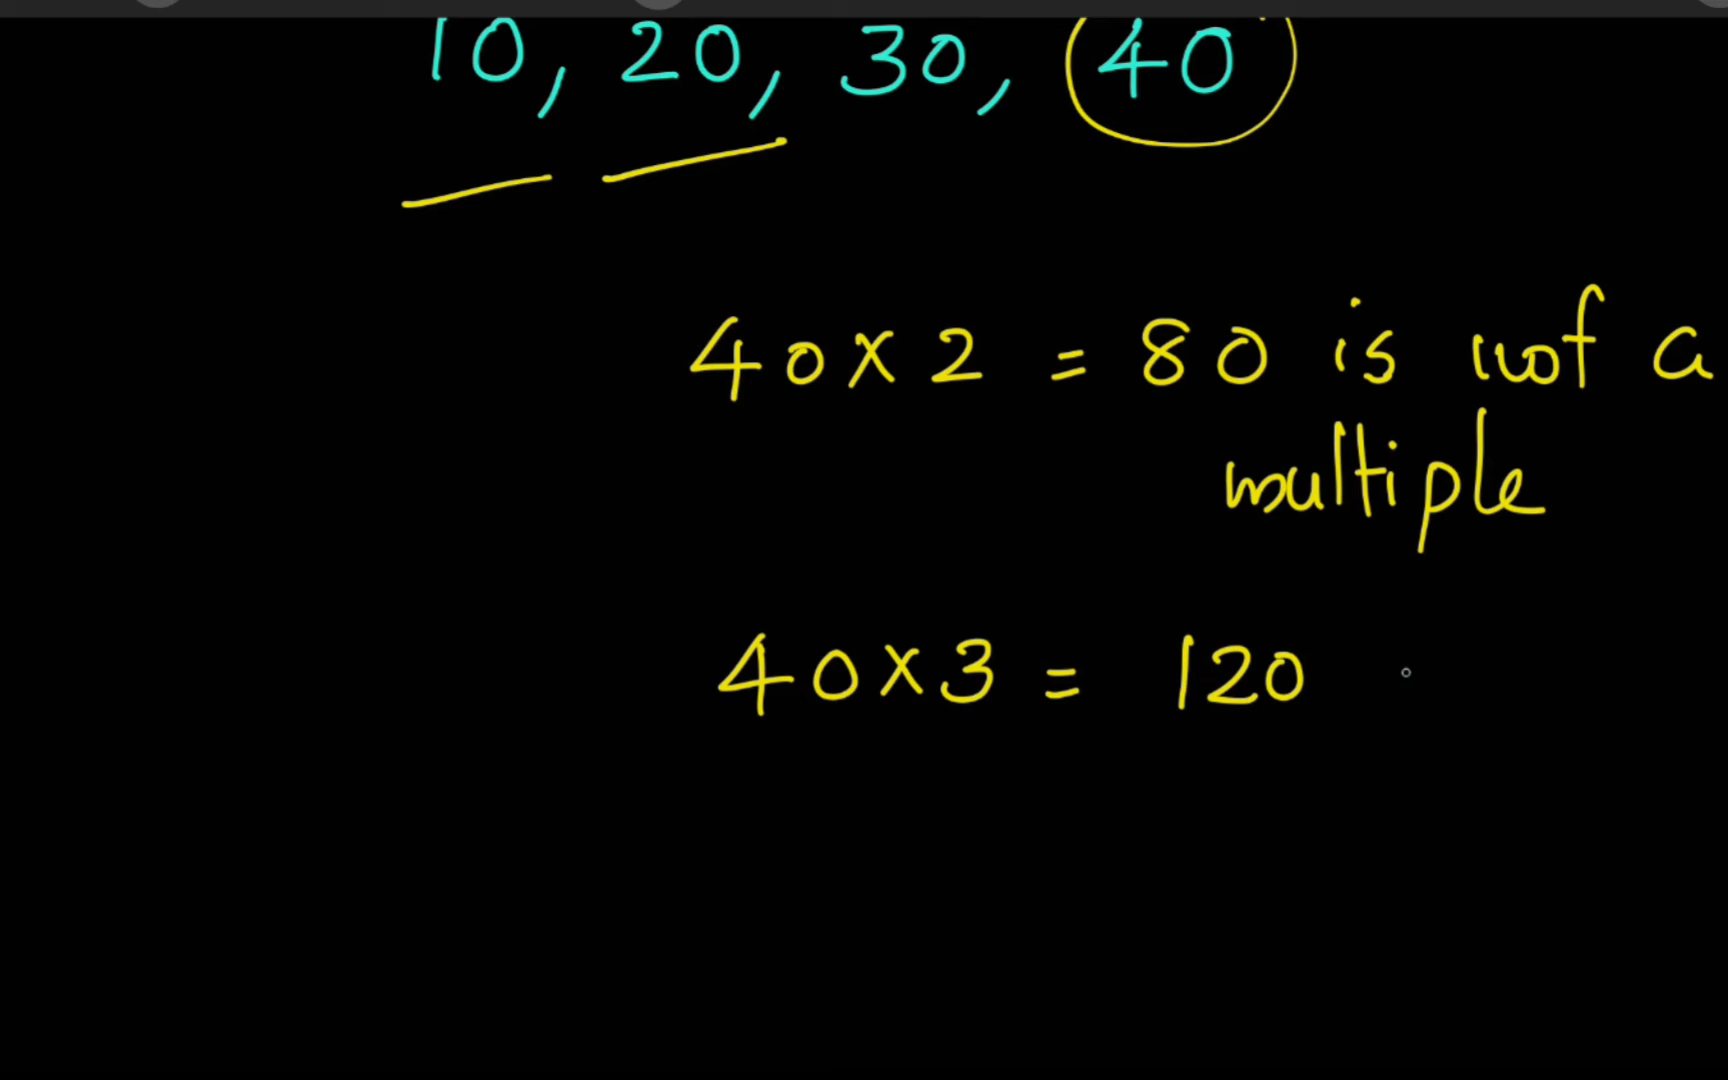 10, 20, 30, 40
40 x 2 = 80 is not a
multiple
40 x 3 = 120